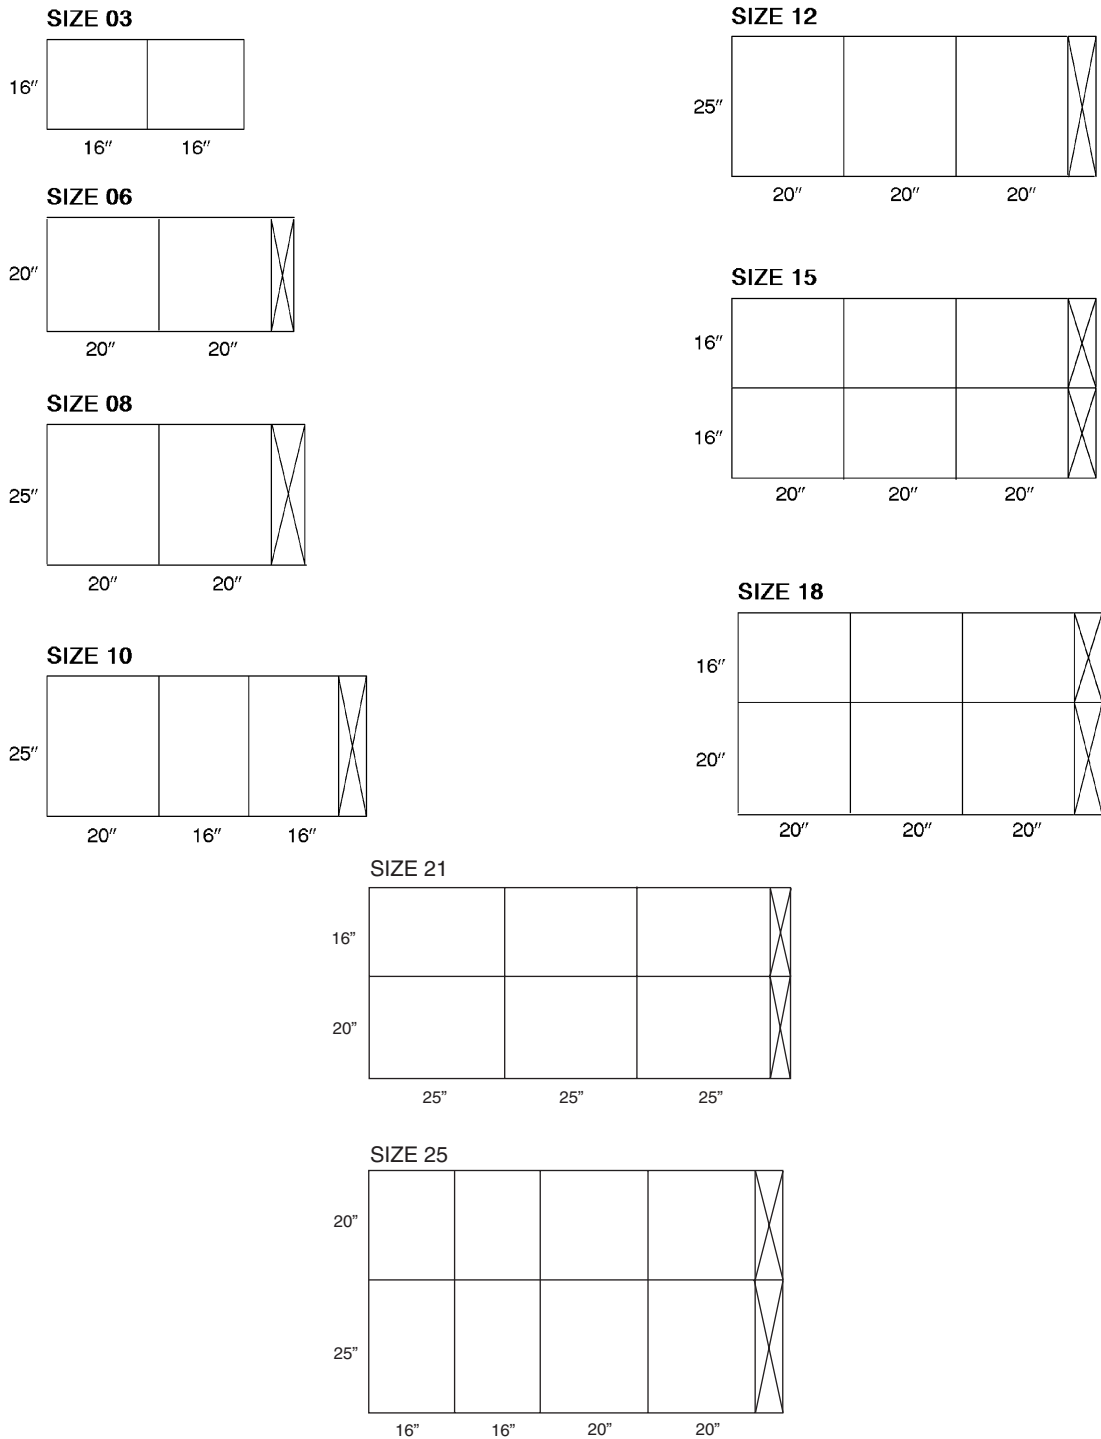 SIZE 03
16″
16″ 16″
SIZE 06
20″
20″ 20″
SIZE 08
25″
20″ 20″
SIZE 10
25″
20″ 16″ 16″
SIZE 12
25″
20″ 20″ 20″
SIZE 15
16″
16″
20″ 20″ 20″
SIZE 18
16″
20″
20″ 20″ 20″
SIZE 21
16”
20”
25” 25” 25”
SIZE 25
20”
25”
16” 16” 20” 20”